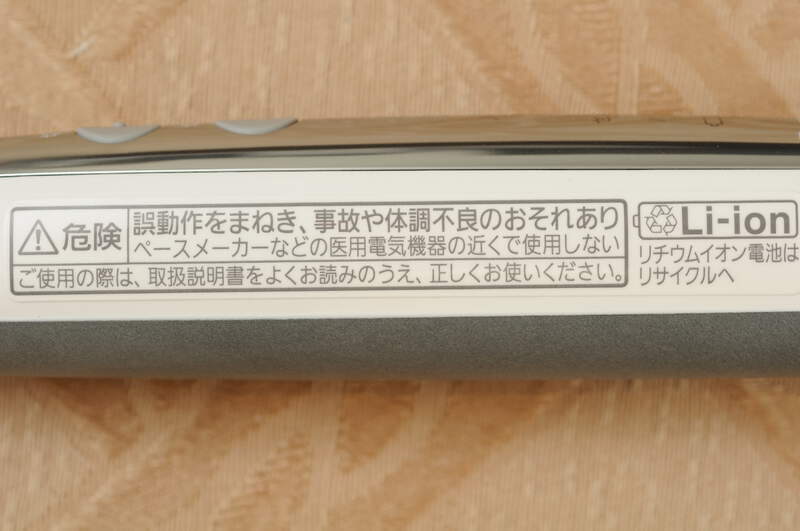 危険
誤動作をまねき、事故や体調不良のおそれあり
ペースメーカーなどの医用電気機器の近くで使用しない
ご使用の際は、取扱説明書をよくお読みのうえ、正しくお使いください。
Li-ion
リチウムイオン電池は
リサイクルへ